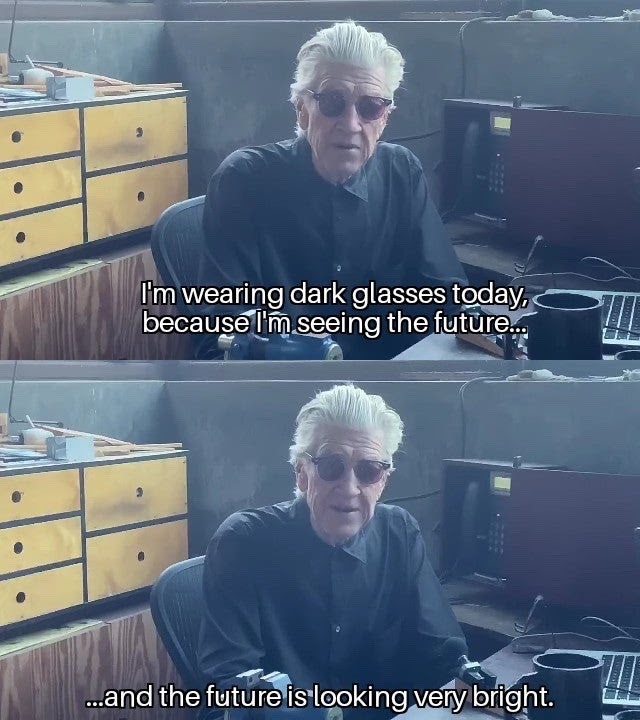 I'm wearing dark glasses today,
because I'm seeing the future...
...and the future is looking very bright.